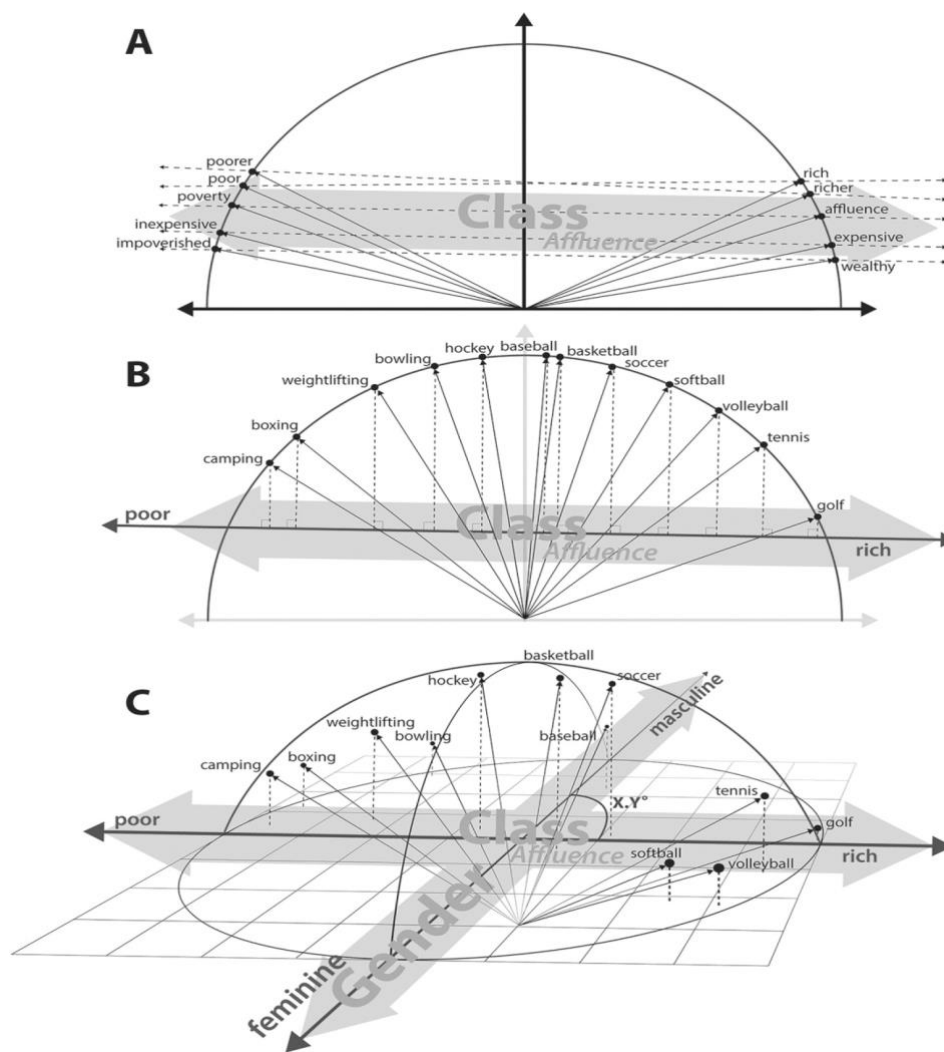 A
poorer
poor
poverty
inexpensive
impoverished
rich
richer
affluence
expensive
wealthy
Class
Affluence
B
camping
boxing
weightlifting
bowling
hockey
baseball
basketball
soccer
softball
volleyball
tennis
golf
poor
Class
Affluence
rich
C
camping
boxing
weightlifting
bowling
hockey
basketball
soccer
baseball
masculine
X.Y°
tennis
golf
poor
Class
Affluence
softball
volleyball
rich
Gender
feminine